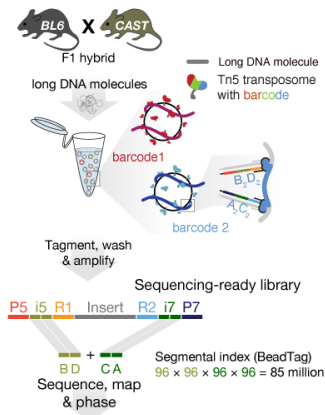 BL6 X CAST
F1 hybrid
long DNA molecules
Long DNA molecule
Tn5 transposome
with barcode
barcode1
B2D2
A2C2
barcode 2
Tagment, wash
& amplify
Sequencing-ready library
P5 i5 R1 Insert R2 i7 P7
B D + C A
Segmental index (BeadTag)
96 × 96 × 96 × 96 = 85 million
Sequence, map
& phase